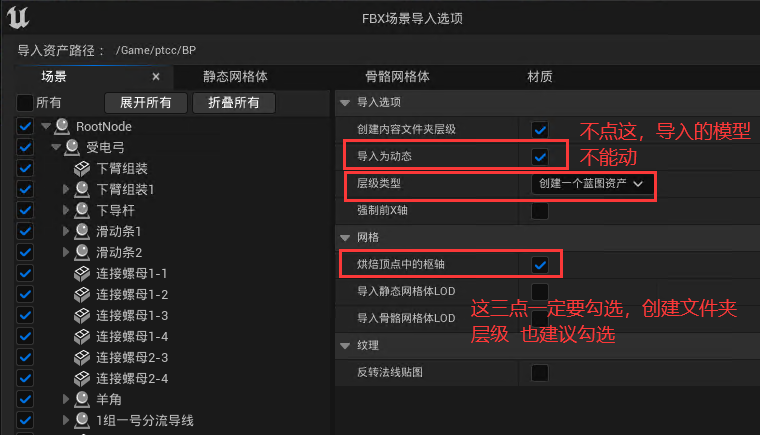 FBX场景导入选项
导入资产路径： /Game/ptcc/BP
场景 × 静态网格体 骨骼网格体 材质
所有 展开所有 折叠所有
RootNode
受电弓
下臂组装
下臂组装1
下导杆
滑动条1
滑动条2
连接螺母1-1
连接螺母1-2
连接螺母1-3
连接螺母1-4
连接螺母2-3
连接螺母2-4
羊角
1组一号分流导线
导入选项
创建内容文件夹层级
导入为动态
层级类型 创建一个蓝图资产
强制前X轴
网格
烘焙顶点中的枢轴
导入静态网格体LOD
导入骨骼网格体LOD
纹理
反转法线贴图
不点这，导入的模型
不能动
这三点一定要勾选，创建文件夹
层级 也建议勾选